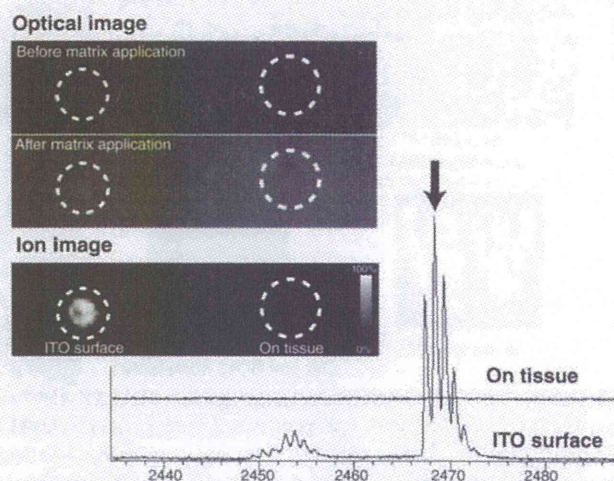 Optical image
Before matrix application
After matrix application
Ion image
100%
0%
ITO surface
On tissue
On tissue
ITO surface
2440
2450
2460
2470
2480